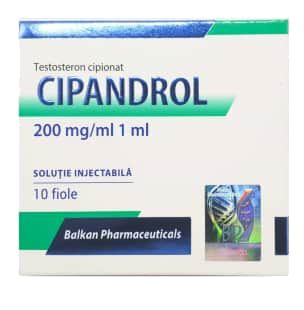 Testosteron cipionat
CIPANDROL
200 mg/ml 1 ml
SOLUȚIE INJECTABILĂ
10 fiole
Balkan Pharmaceuticals